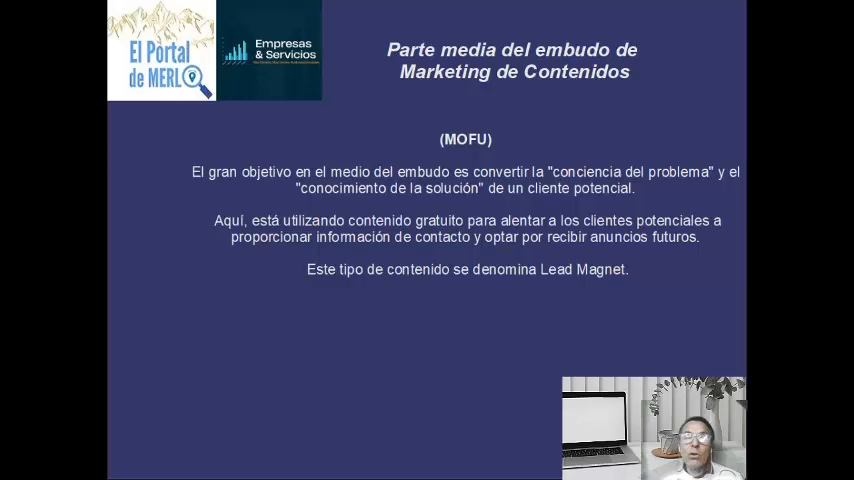 El Portal
de MERLO
Empresas
& Servicios
Parte media del embudo de
Marketing de Contenidos
(MOFU)
El gran objetivo en el medio del embudo es convertir la "conciencia del problema" y el
"conocimiento de la solución" de un cliente potencial.
Aquí, está utilizando contenido gratuito para alentar a los clientes potenciales a
proporcionar información de contacto y optar por recibir anuncios futuros.
Este tipo de contenido se denomina Lead Magnet.